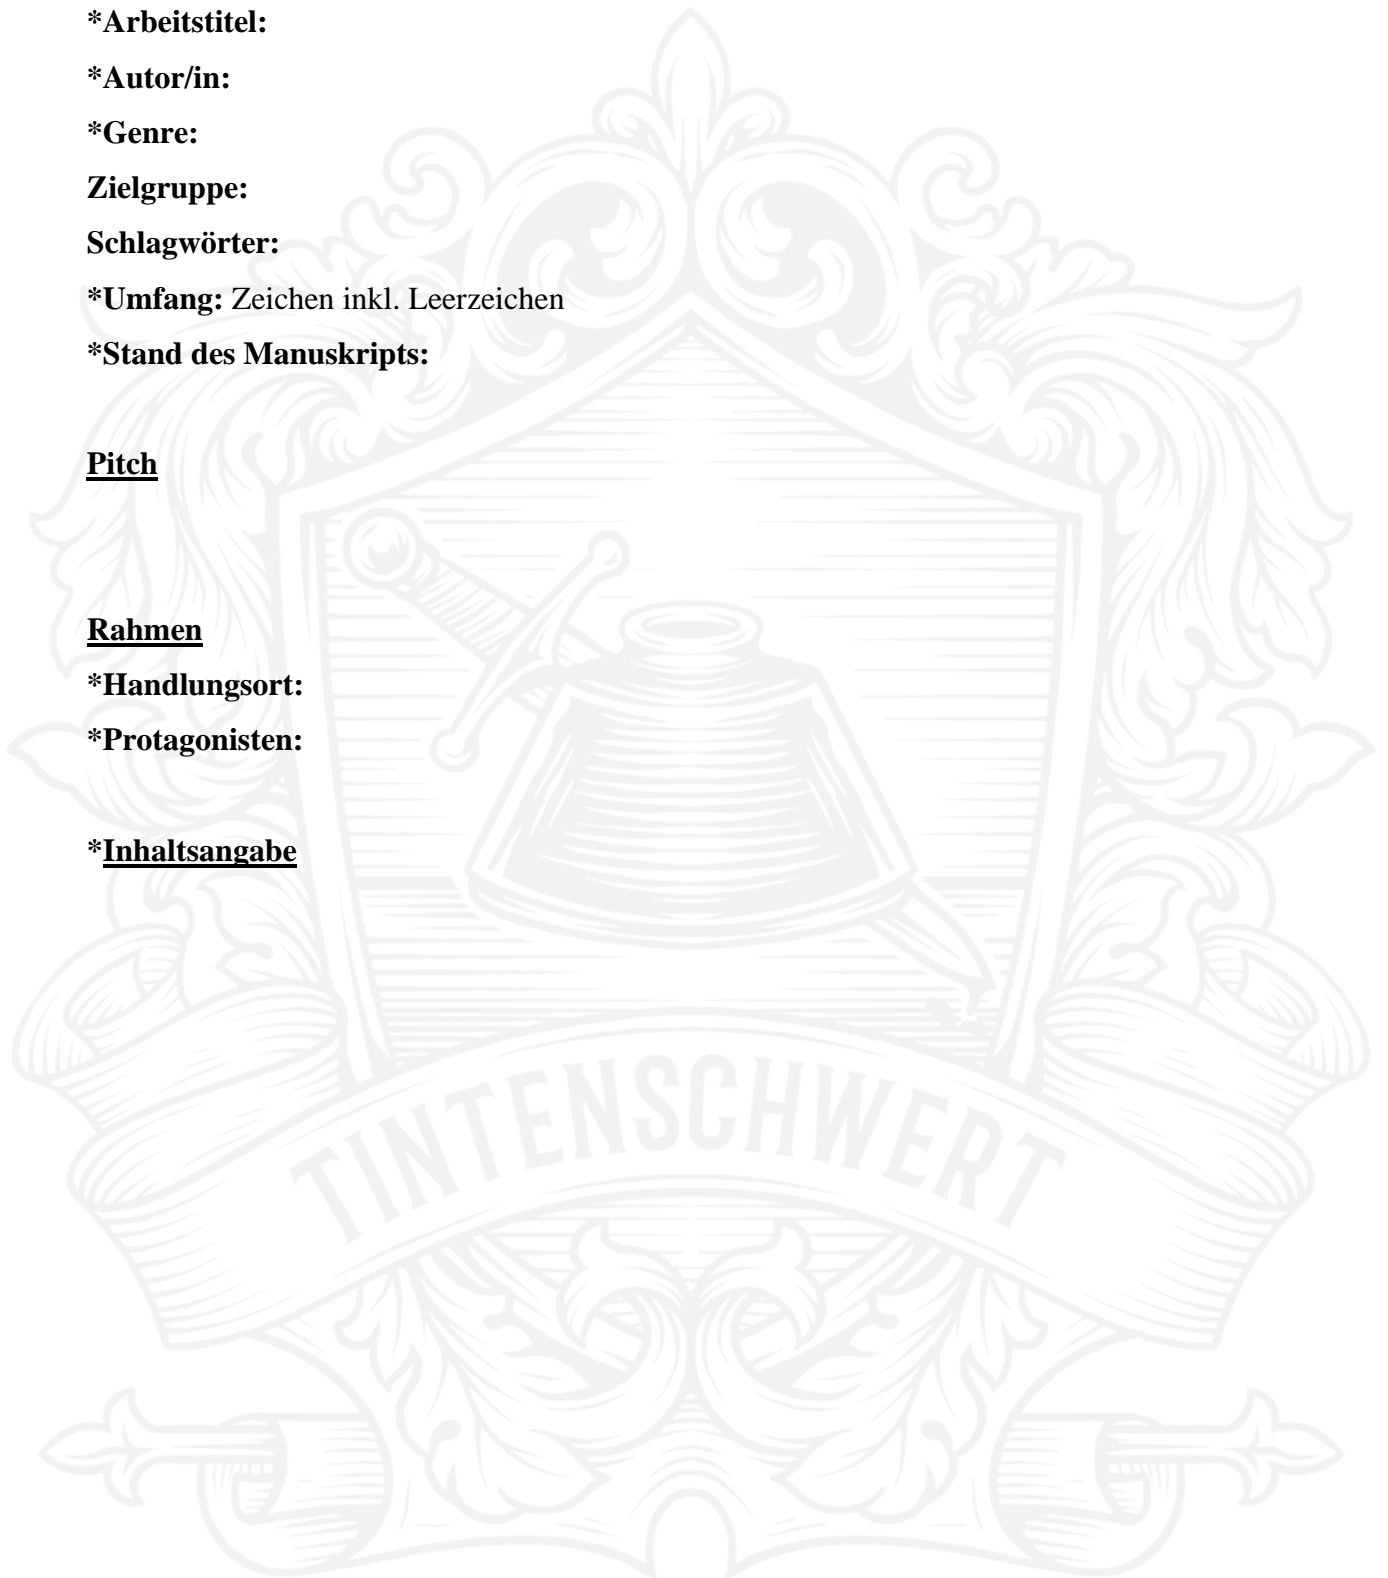 *Arbeitstitel:
*Autor/in:
*Genre:
Zielgruppe:
Schlagwörter:
*Umfang: Zeichen inkl. Leerzeichen
*Stand des Manuskripts:
Pitch
Rahmen
*Handlungsort:
*Protagonisten:
*Inhaltsangabe
TINTENSCHWERT